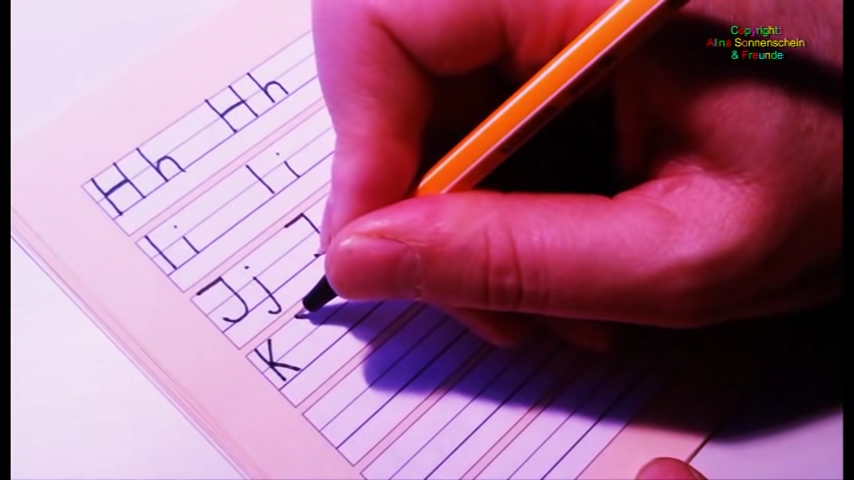 Copyright:
Alina Sonnenschein
& Freunde
Hh Hh
Ii Ii
Jj J
K